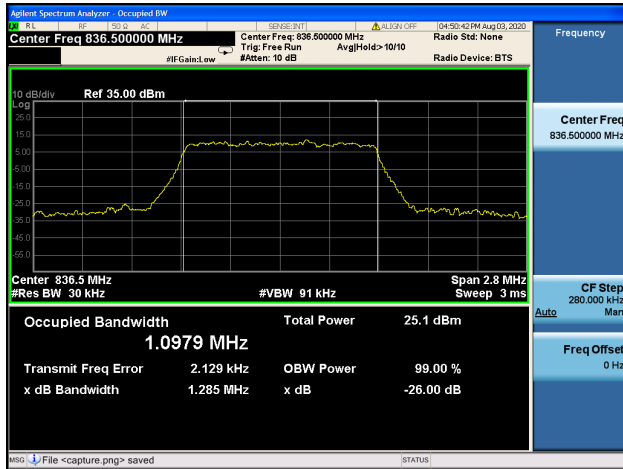 Agilent Spectrum Analyzer - Occupied BW
RL RF 50 Ω AC SENSE:INT ALIGN OFF 04:50:42 PM Aug 03, 2020
Center Freq 836.500000 MHz
Center Freq: 836.500000 MHz
Radio Std: None
Trig: Free Run Avg|Hold:> 10/10
#IFGain:Low #Atten: 10 dB Radio Device: BTS
10 dB/div Ref 35.00 dBm
Log
25.0
15.0
5.00
-5.00
-15.0
-25.0
-35.0
-45.0
-55.0
Center 836.5 MHz Span 2.8 MHz
#Res BW 30 kHz #VBW 91 kHz Sweep 3 ms
Occupied Bandwidth Total Power 25.1 dBm
1.0979 MHz
Transmit Freq Error 2.129 kHz OBW Power 99.00 %
x dB Bandwidth 1.285 MHz x dB -26.00 dB
MSG File <capture.png> saved STATUS
Frequency
Center Freq
836.500000 MHz
CF Step
280.000 kHz
Auto Man
Freq Offset
0 Hz